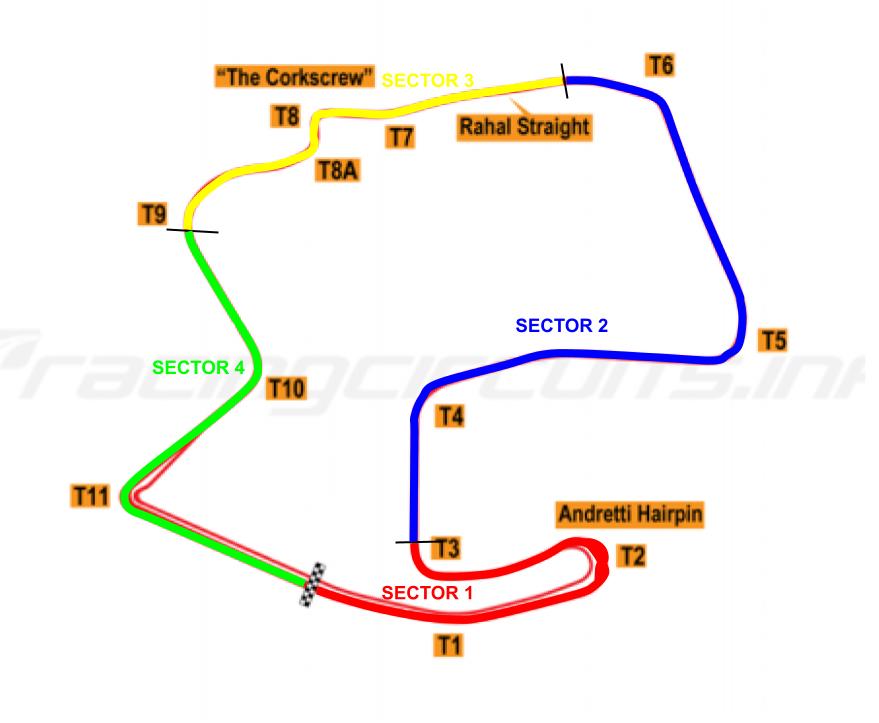 T6
"The Corkscrew" SECTOR 3
T8
Rahal Straight
T7
T8A
T9
SECTOR 2
T5
SECTOR 4
T10
T4
racingcircuits.info
T11
Andretti Hairpin
T3
T2
SECTOR 1
T1